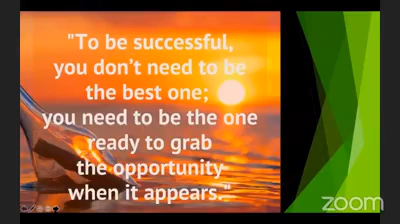 "To be successful,
you don't need to be
the best one;
you need to be the one
ready to grab
the opportunity
when it appears."
zoom